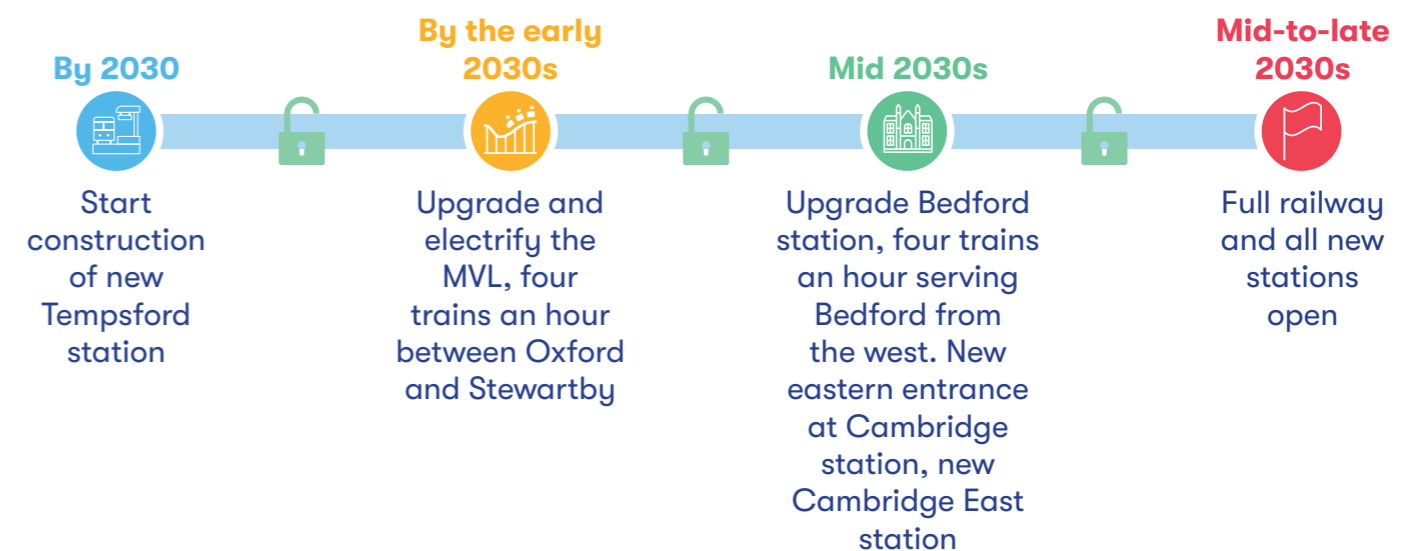 By 2030
Start
construction
of new
Tempsford
station
By the early
2030s
Upgrade and
electrify the
MVL, four
trains an hour
between Oxford
and Stewartby
Mid 2030s
Upgrade Bedford
station, four trains
an hour serving
Bedford from
the west. New
eastern entrance
at Cambridge
station, new
Cambridge East
station
Mid-to-late
2030s
Full railway
and all new
stations
open